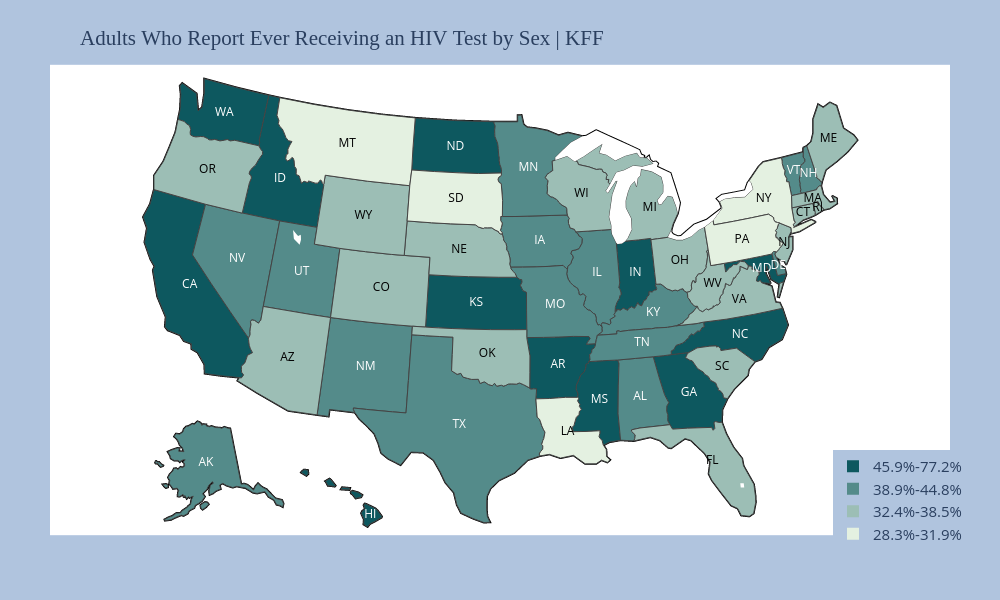 Adults Who Report Ever Receiving an HIV Test by Sex | KFF
WA
MT
ND
MN
ME
OR
ID
SD
WI
VT
NH
WY
MI
NY
MA
CT
RI
NE
IA
PA
NJ
NV
UT
CO
IL
IN
OH
MD
DE
CA
KS
MO
WV
VA
KY
AZ
NM
OK
AR
TN
NC
SC
MS
AL
GA
TX
LA
FL
AK
HI
45.9%-77.2%
38.9%-44.8%
32.4%-38.5%
28.3%-31.9%